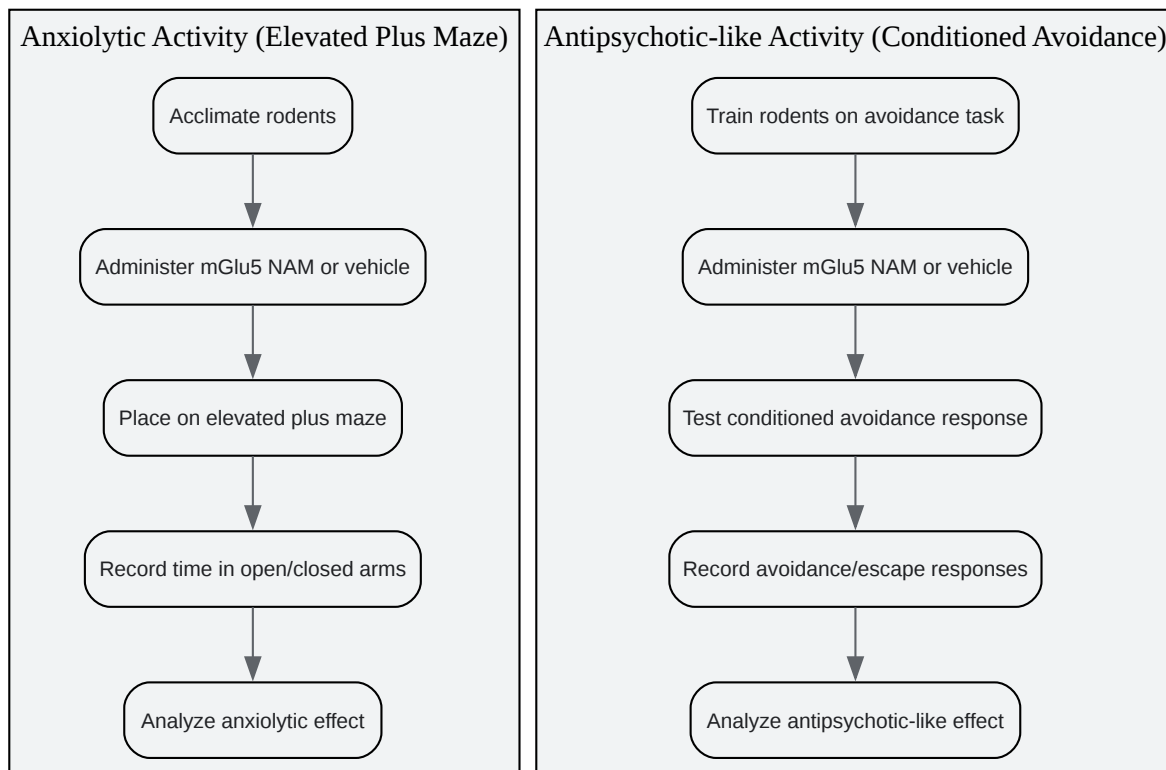 Anxiolytic Activity (Elevated Plus Maze)
Acclimate rodents
Administer mGlu5 NAM or vehicle
Place on elevated plus maze
Record time in open/closed arms
Analyze anxiolytic effect
Antipsychotic-like Activity (Conditioned Avoidance)
Train rodents on avoidance task
Administer mGlu5 NAM or vehicle
Test conditioned avoidance response
Record avoidance/escape responses
Analyze antipsychotic-like effect